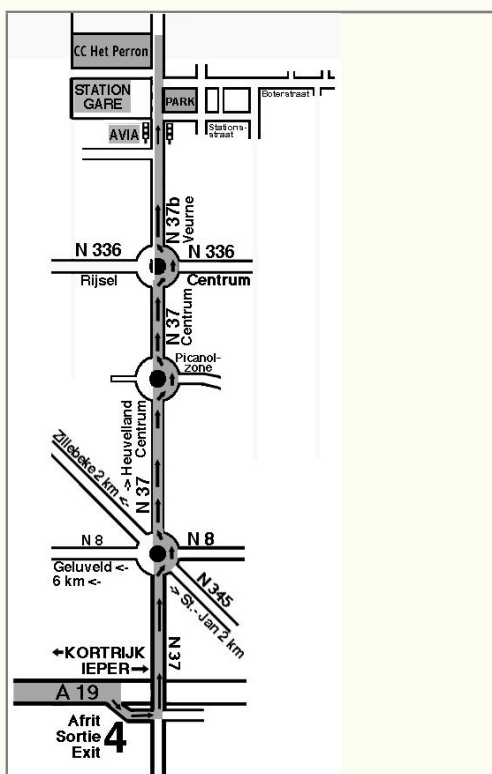 CC Het Perron
STATION
GARE
PARK
Boterstraat
AVIA
Stations-
straat
N 37b
Veurne
N 336
N 336
Rijsel
Centrum
N 37
Centrum
Picanol-
zone
N 37
-> Heuvelland
Centrum
Zillebeke 2 km <-
N 8
N 8
Geluveld <-
6 km <-
N 345
-> St.- Jan 2 km
N 37
←KORTRIJK
IEPER→
A 19
Afrit
Sortie
Exit
4